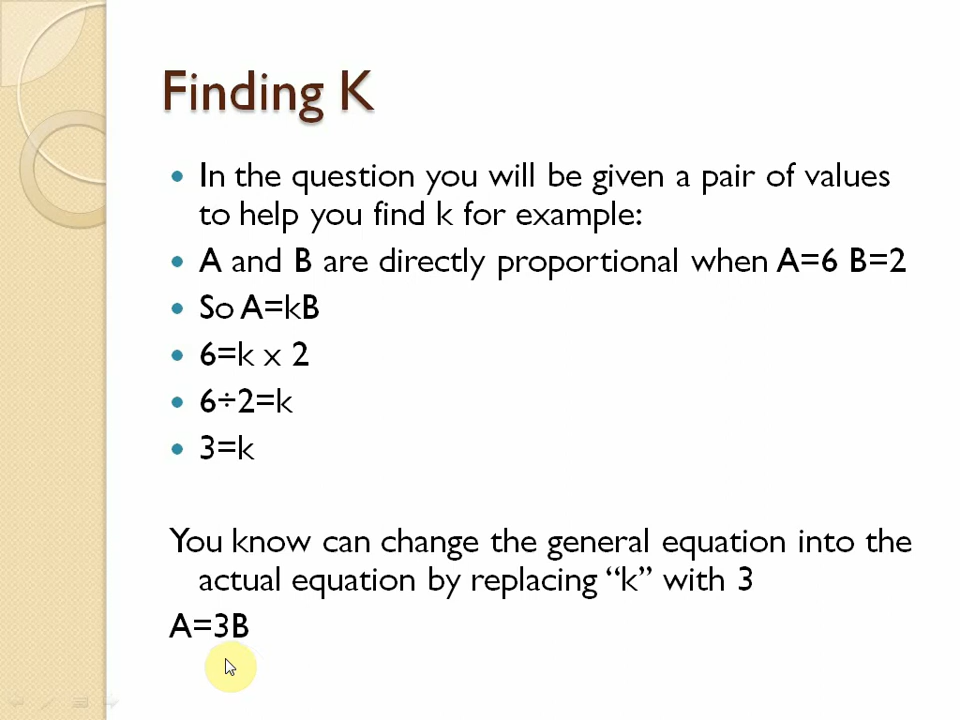 Finding K
• In the question you will be given a pair of values
to help you find k for example:
• A and B are directly proportional when A=6 B=2
• So A=kB
• 6=k x 2
• 6÷2=k
• 3=k
You know can change the general equation into the
actual equation by replacing “k” with 3
A=3B